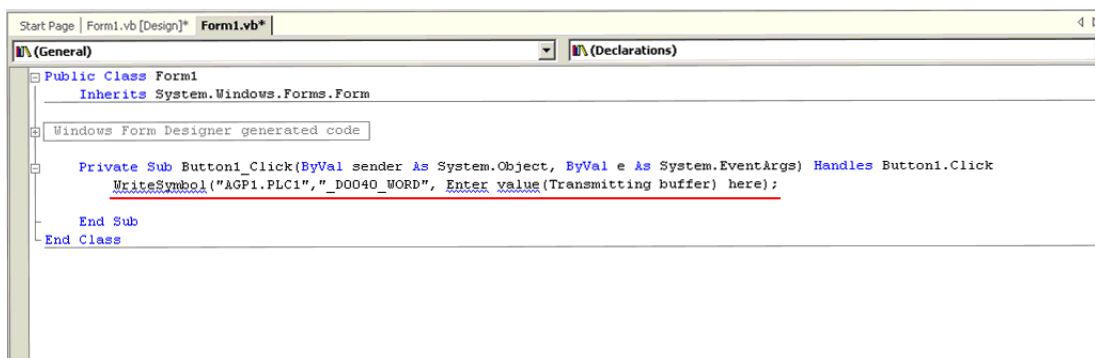 Start Page Form1.vb [Design]* Form1.vb*
(General) (Declarations)
Public Class Form1
Inherits System.Windows.Forms.Form
Windows Form Designer generated code
Private Sub Button1_Click(ByVal sender As System.Object, ByVal e As System.EventArgs) Handles Button1.Click
WriteSymbol("AGP1.PLC1","_D0040_WORD", Enter value(Transmitting buffer) here);
End Sub
End Class